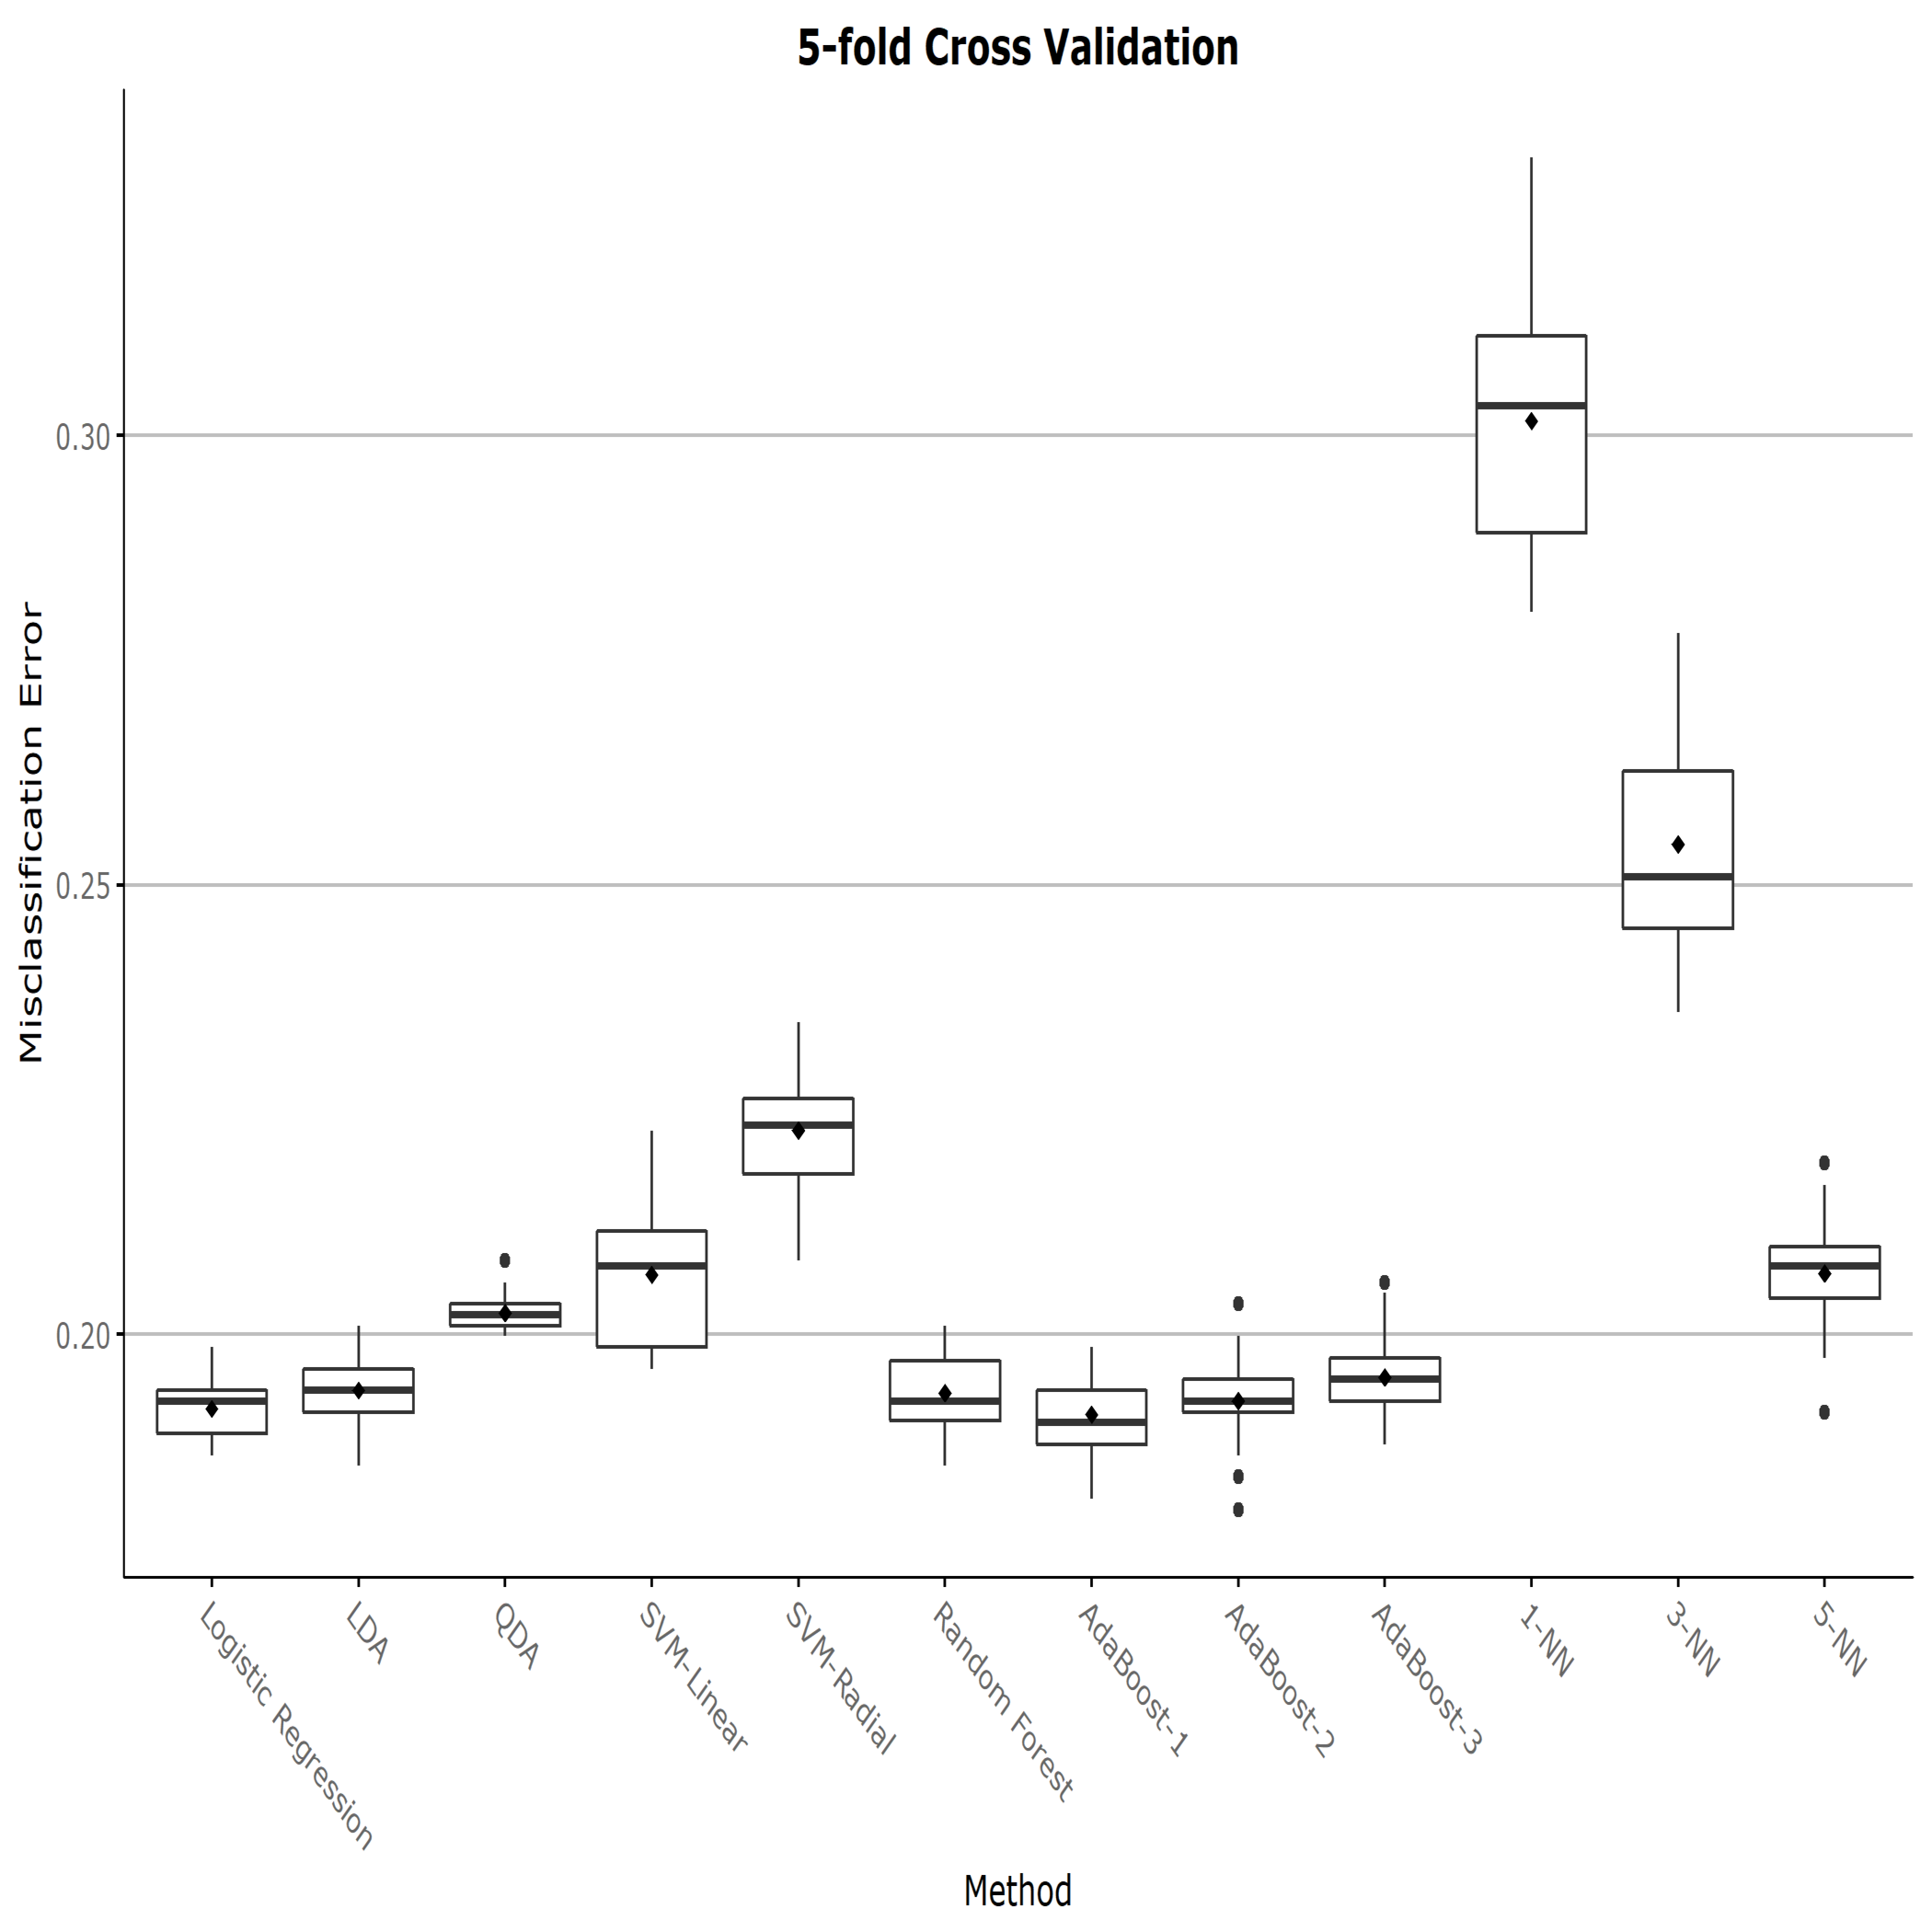 5-fold Cross Validation
Misclassification Error
0.30
0.25
0.20
Logistic Regression
LDA
QDA
SVM-Linear
SVM-Radial
Random Forest
AdaBoost-1
AdaBoost-2
AdaBoost-3
1-NN
3-NN
5-NN
Method